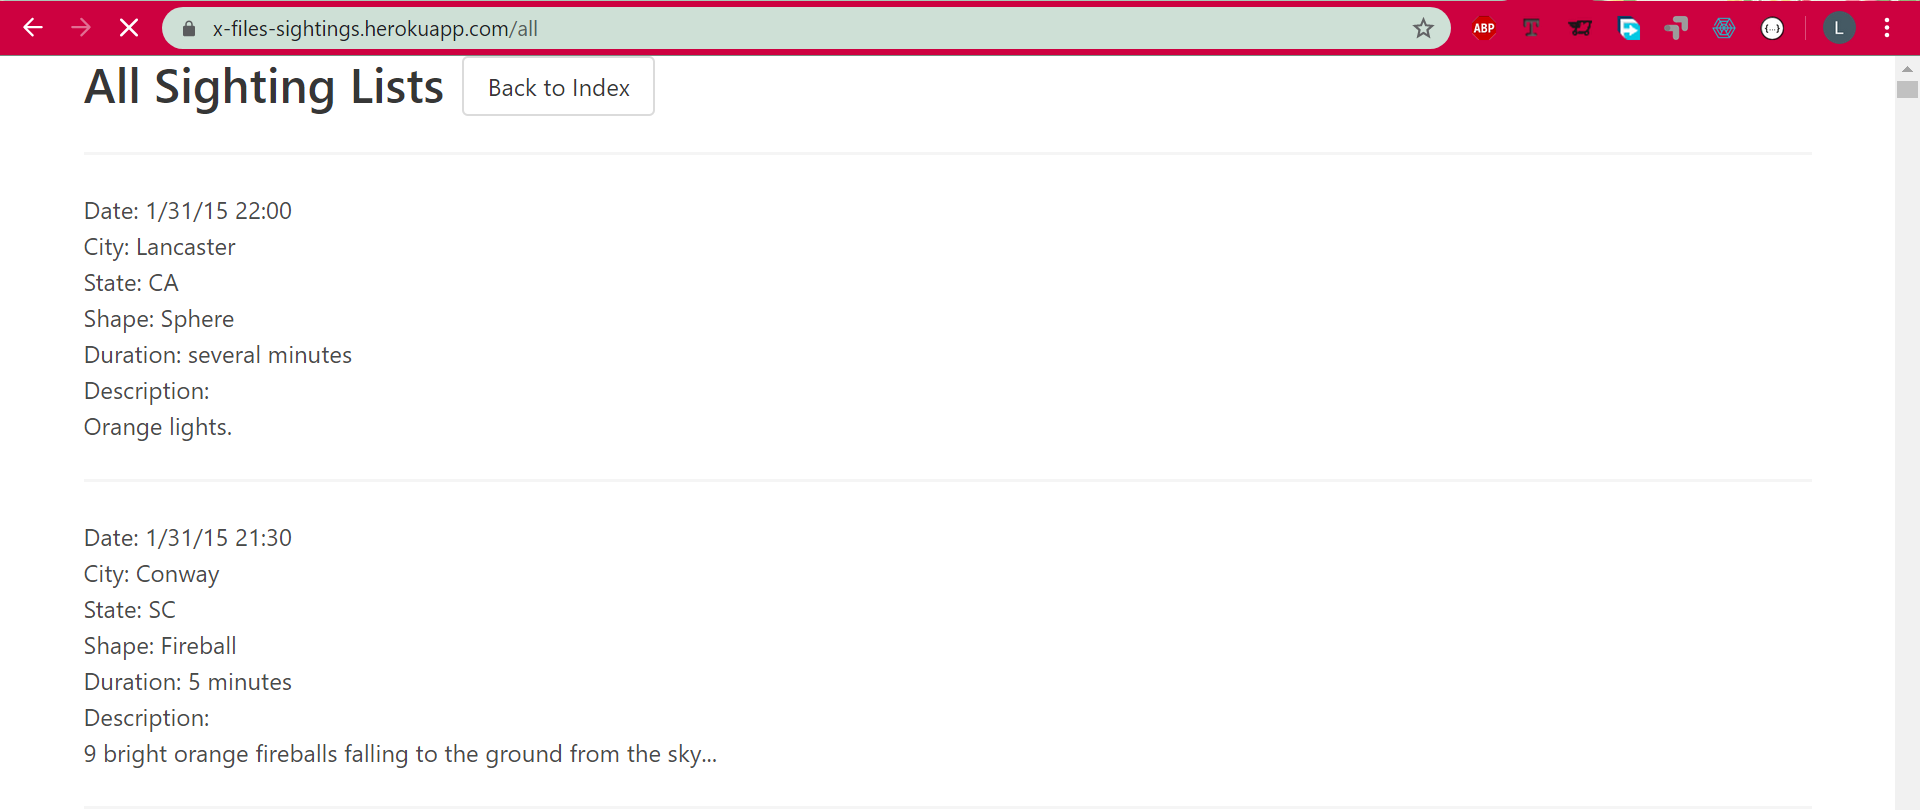 x-files-sightings.herokuapp.com/all
ABP
T
{...}
L
All Sighting Lists
Back to Index
Date: 1/31/15 22:00
City: Lancaster
State: CA
Shape: Sphere
Duration: several minutes
Description:
Orange lights.
Date: 1/31/15 21:30
City: Conway
State: SC
Shape: Fireball
Duration: 5 minutes
Description:
9 bright orange fireballs falling to the ground from the sky...